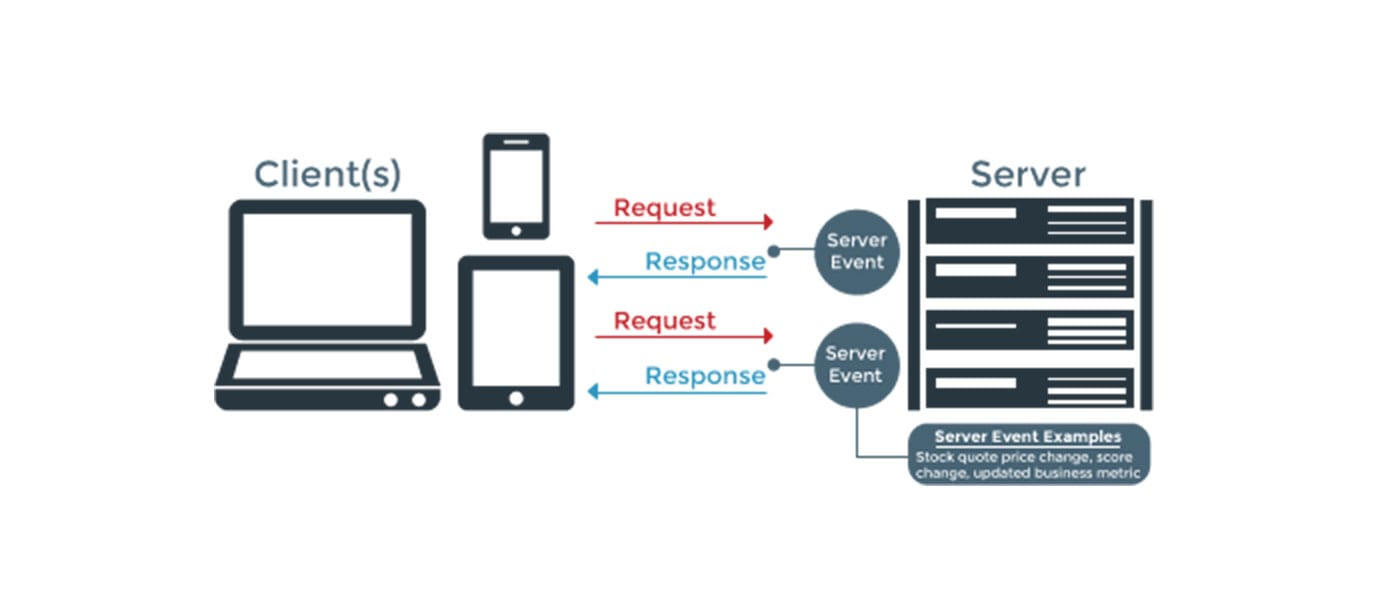 Client(s)
Server
Request
Response
Server
Event
Request
Response
Server
Event
Server Event Examples
Stock quote price change, score
change, updated business metric